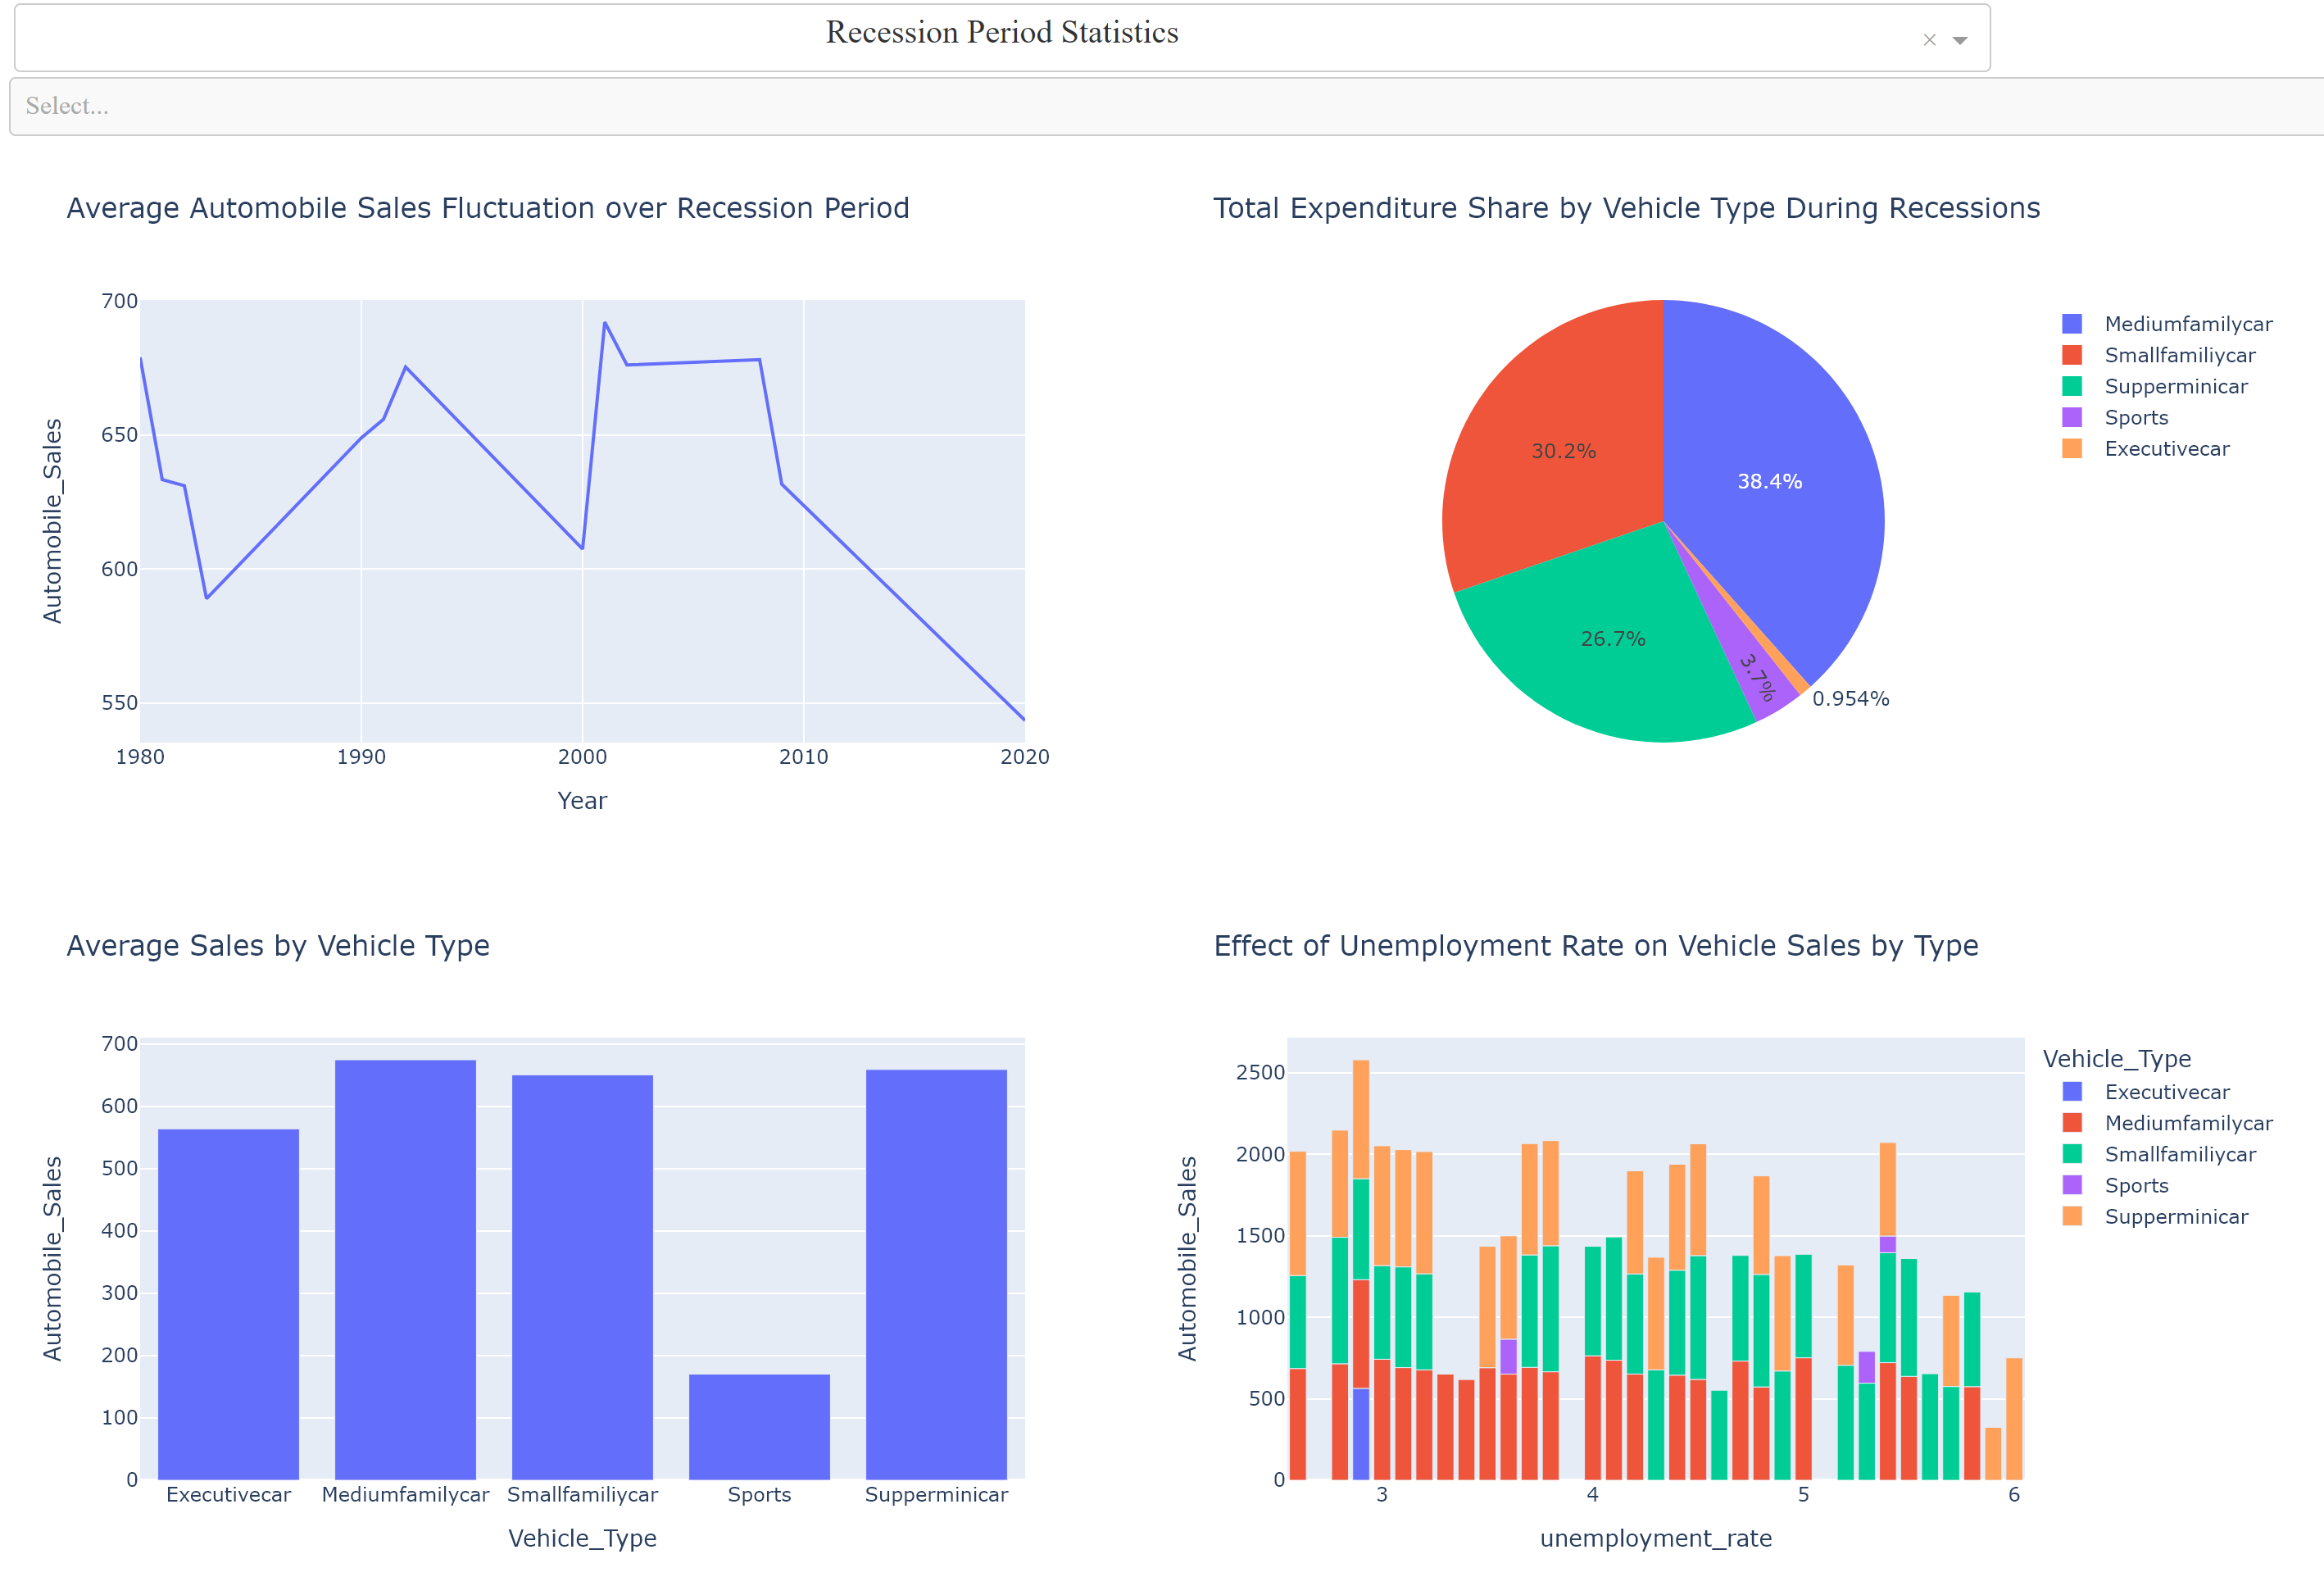 Recession Period Statistics
×
Select...
Average Automobile Sales Fluctuation over Recession Period
700
650
600
550
Automobile_Sales
1980 1990 2000 2010 2020
Year
Total Expenditure Share by Vehicle Type During Recessions
38.4%
30.2%
26.7%
3.7%
0.954%
Mediumfamilycar
Smallfamiliycar
Supperminicar
Sports
Executivecar
Average Sales by Vehicle Type
700
600
500
400
300
200
100
0
Automobile_Sales
Executivecar Mediumfamilycar Smallfamiliycar Sports Supperminicar
Vehicle_Type
Effect of Unemployment Rate on Vehicle Sales by Type
2500
2000
1500
1000
500
0
Automobile_Sales
3 4 5 6
unemployment_rate
Vehicle_Type
Executivecar
Mediumfamilycar
Smallfamiliycar
Sports
Supperminicar